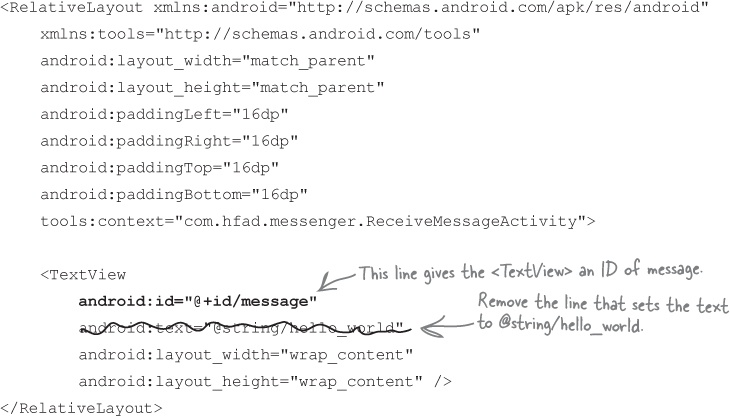 <RelativeLayout xmlns:android="http://schemas.android.com/apk/res/android"
xmlns:tools="http://schemas.android.com/tools"
android:layout_width="match_parent"
android:layout_height="match_parent"
android:paddingLeft="16dp"
android:paddingRight="16dp"
android:paddingTop="16dp"
android:paddingBottom="16dp"
tools:context="com.hfad.messenger.ReceiveMessageActivity">
<TextView
This line gives the <TextView> an ID of message.
android:id="@+id/message"
android:text="@string/hello_world"
Remove the line that sets the text
to @string/hello_world.
android:layout_width="wrap_content"
android:layout_height="wrap_content" />
</RelativeLayout>